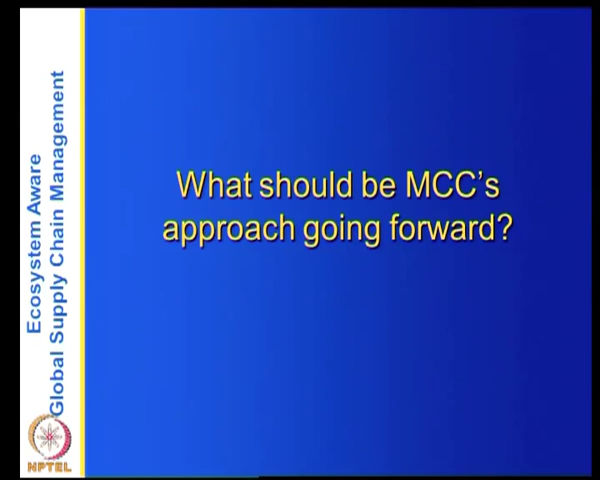 Ecosystem Aware
Global Supply Chain Management
What should be MCC's
approach going forward?
NPTEL